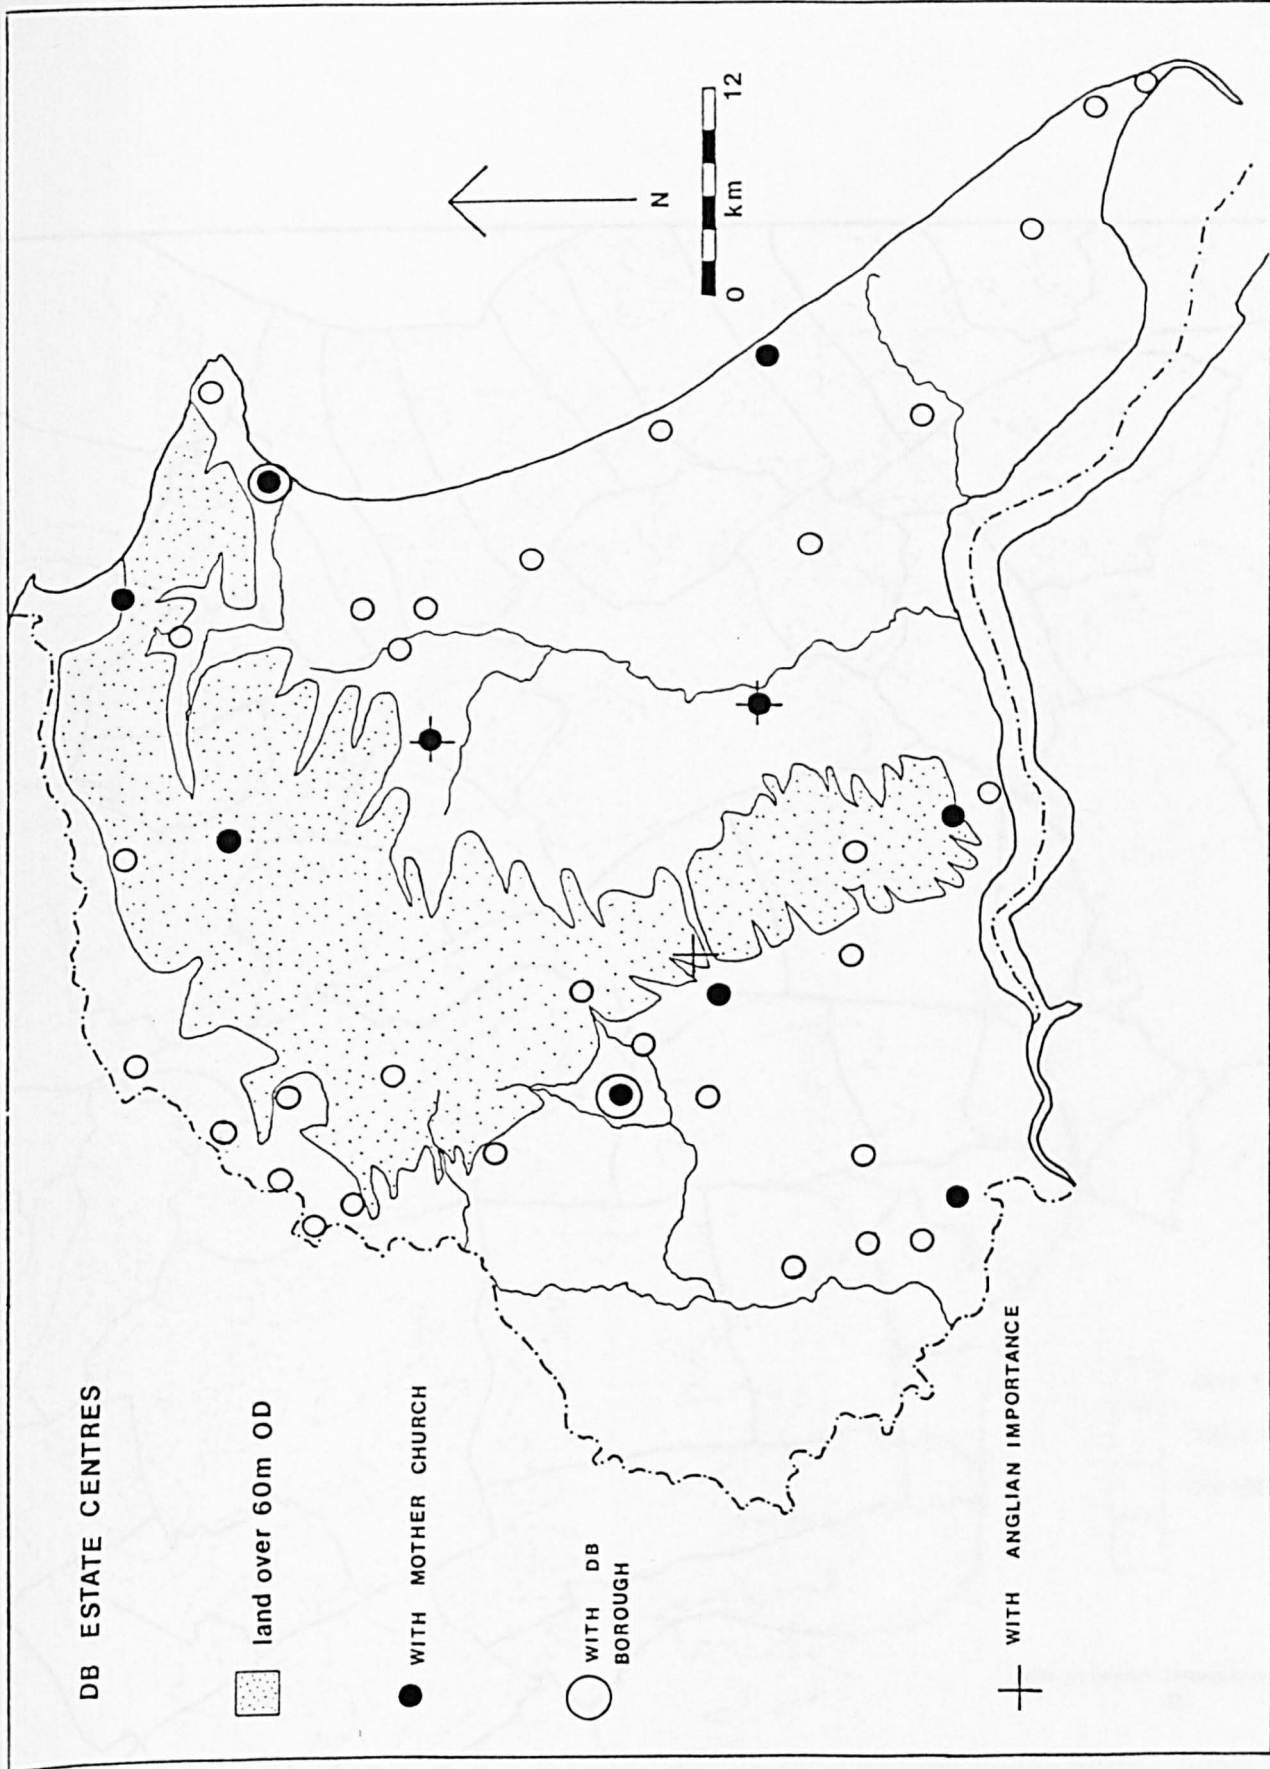 DB ESTATE CENTRES
land over 60m OD
WITH MOTHER CHURCH
WITH DB
BOROUGH
WITH ANGLIAN IMPORTANCE
N
0 km 12